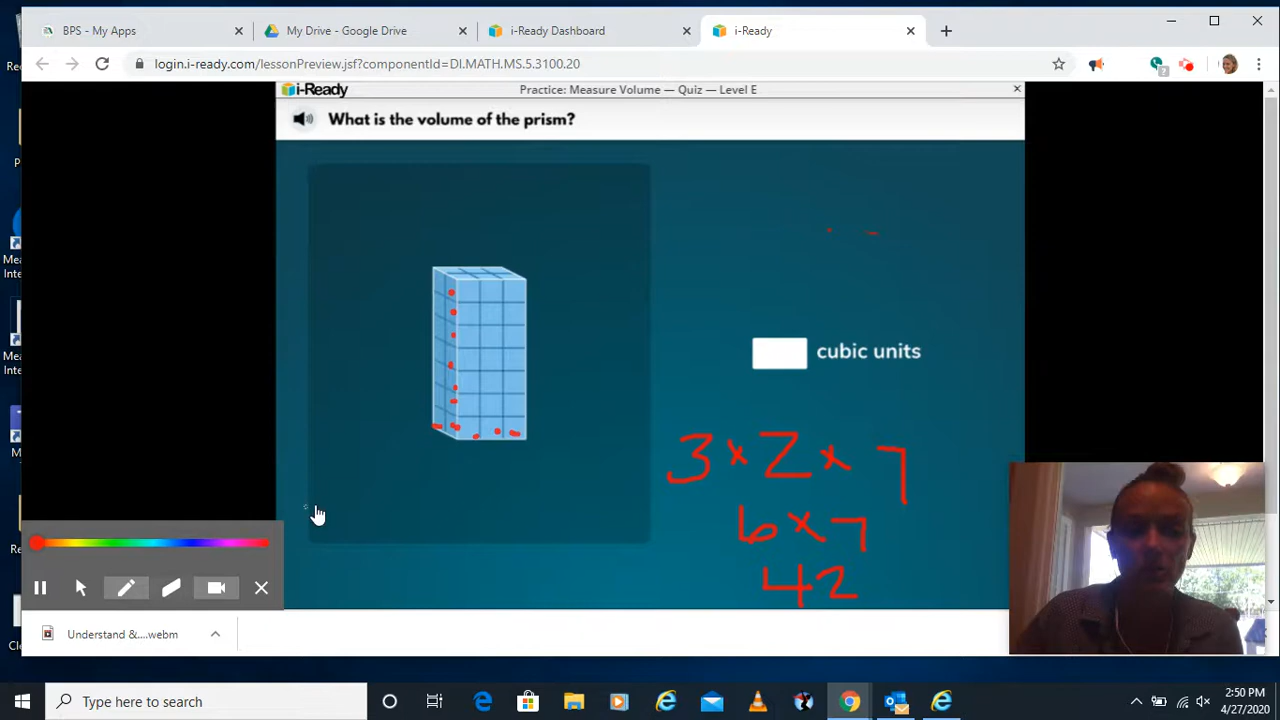 BPS - My Apps
My Drive - Google Drive
i-Ready Dashboard
i-Ready
login.i-ready.com/lessonPreview.jsf?componentId=DI.MATH.MS.5.3100.20
i-Ready
Practice: Measure Volume — Quiz — Level E
What is the volume of the prism?
cubic units
3 × 2 × 7
6 × 7
42
Understand &....webm
Type here to search
2:50 PM
4/27/2020